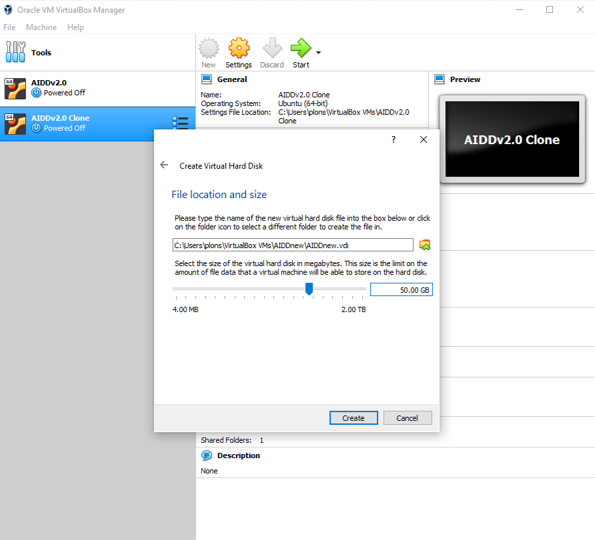 Oracle VM VirtualBox Manager
File Machine Help
Tools
New Settings Discard Start
64 AIDDv2.0
Powered Off
64 AIDDv2.0 Clone
Powered Off
General
Name: AIDDv2.0 Clone
Operating System: Ubuntu (64-bit)
Settings File Location: C:\Users\plons\VirtualBox VMs\AIDDv2.0
Clone
Preview
AIDDv2.0 Clone
?
Create Virtual Hard Disk
File location and size
Please type the name of the new virtual hard disk file into the box below or click
on the folder icon to select a different folder to create the file in.
C:\Users\plons\VirtualBox VMs\AIDDnew\AIDDnew.vdi
Select the size of the virtual hard disk in megabytes. This size is the limit on the
amount of file data that a virtual machine will be able to store on the hard disk.
50.00 GB
4.00 MB 2.00 TB
Create Cancel
Shared Folders: 1
Description
None